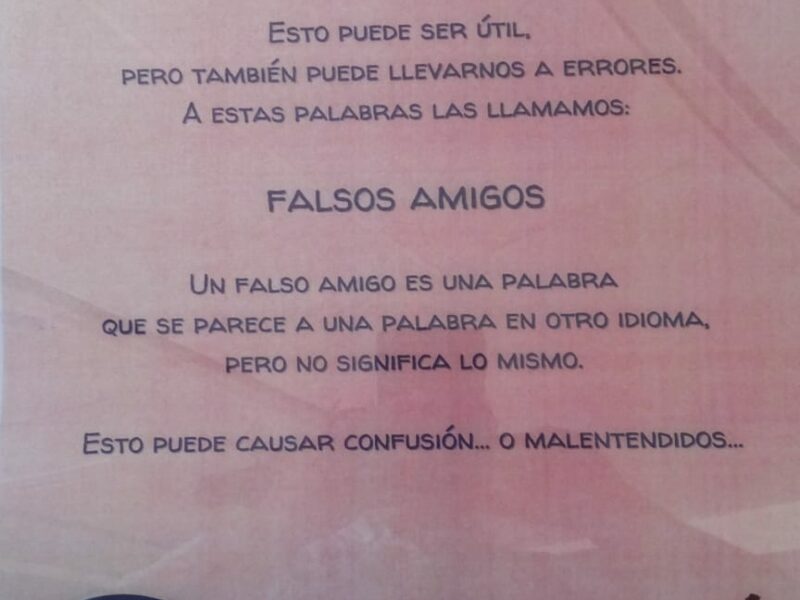 Esto puede ser útil,
pero también puede llevarnos a errores.
A estas palabras las llamamos:
FALSOS AMIGOS
Un falso amigo es una palabra
que se parece a una palabra en otro idioma,
pero no significa lo mismo.
Esto puede causar confusión... o malentendidos...